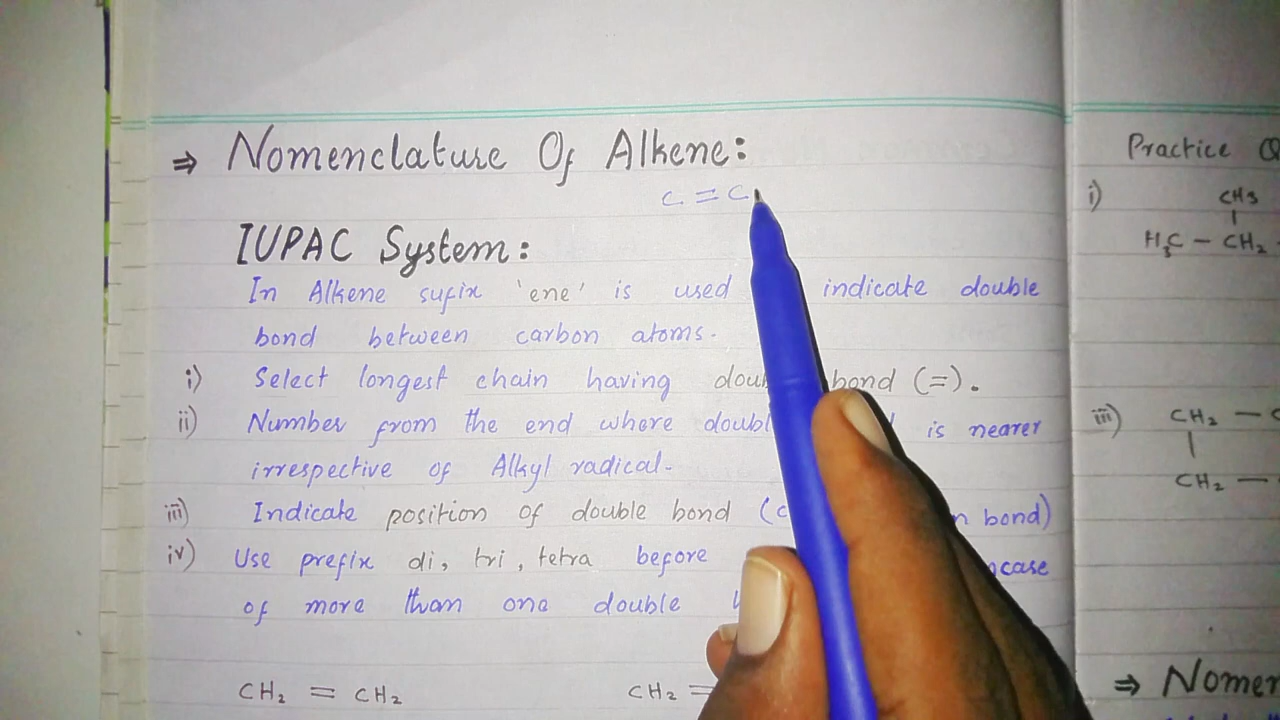 ⇒ Nomenclature Of Alkene:
C = C
IUPAC System:
In Alkene sufix 'ene' is used indicate double
bond between carbon atoms.
i) Select longest chain having bond (=).
ii) Number from the end where is nearer
irrespective of Alkyl radical.
iii) Indicate position of double bond bond)
iv) Use prefix di, tri, tetra before
of more than one double
CH₂ = CH₂
CH₂ =
Practice
i) CH₃
H₃C - CH₂
iii) CH₂ -
CH₂ -
⇒